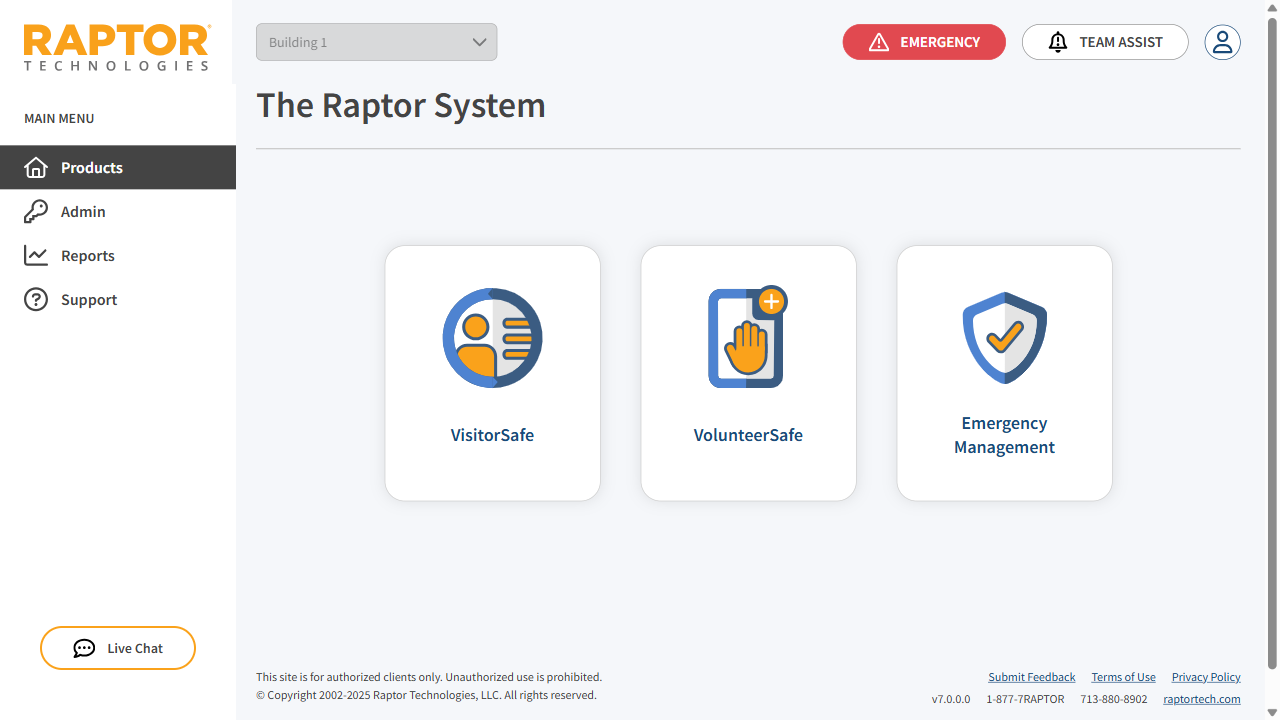 RAPTOR
TECHNOLOGIES
Building 1
EMERGENCY
TEAM ASSIST
The Raptor System
MAIN MENU
Products
Admin
Reports
Support
VisitorSafe
VolunteerSafe
Emergency
Management
Live Chat
This site is for authorized clients only. Unauthorized use is prohibited.
© Copyright 2002-2025 Raptor Technologies, LLC. All rights reserved.
Submit Feedback Terms of Use Privacy Policy
v7.0.0.0 1-877-7RAPTOR 713-880-8902 raptortech.com